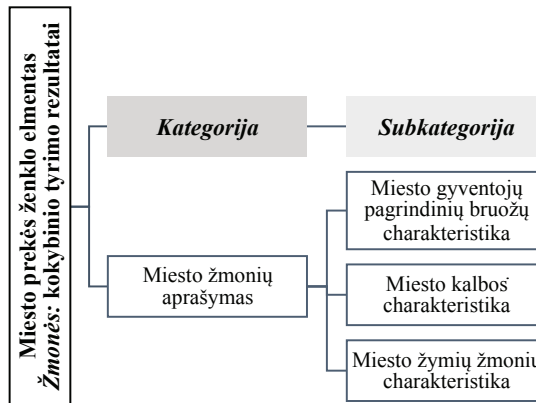 Miesto prekės ženklo elmentas
Žmonės: kokybinio tyrimo rezultatai
Kategorija
Subkategorija
Miesto žmonių
aprašymas
Miesto gyventojų
pagrindinių bruožų
charakteristika
Miesto kalbos
charakteristika
Miesto žymių žmonių
charakteristika